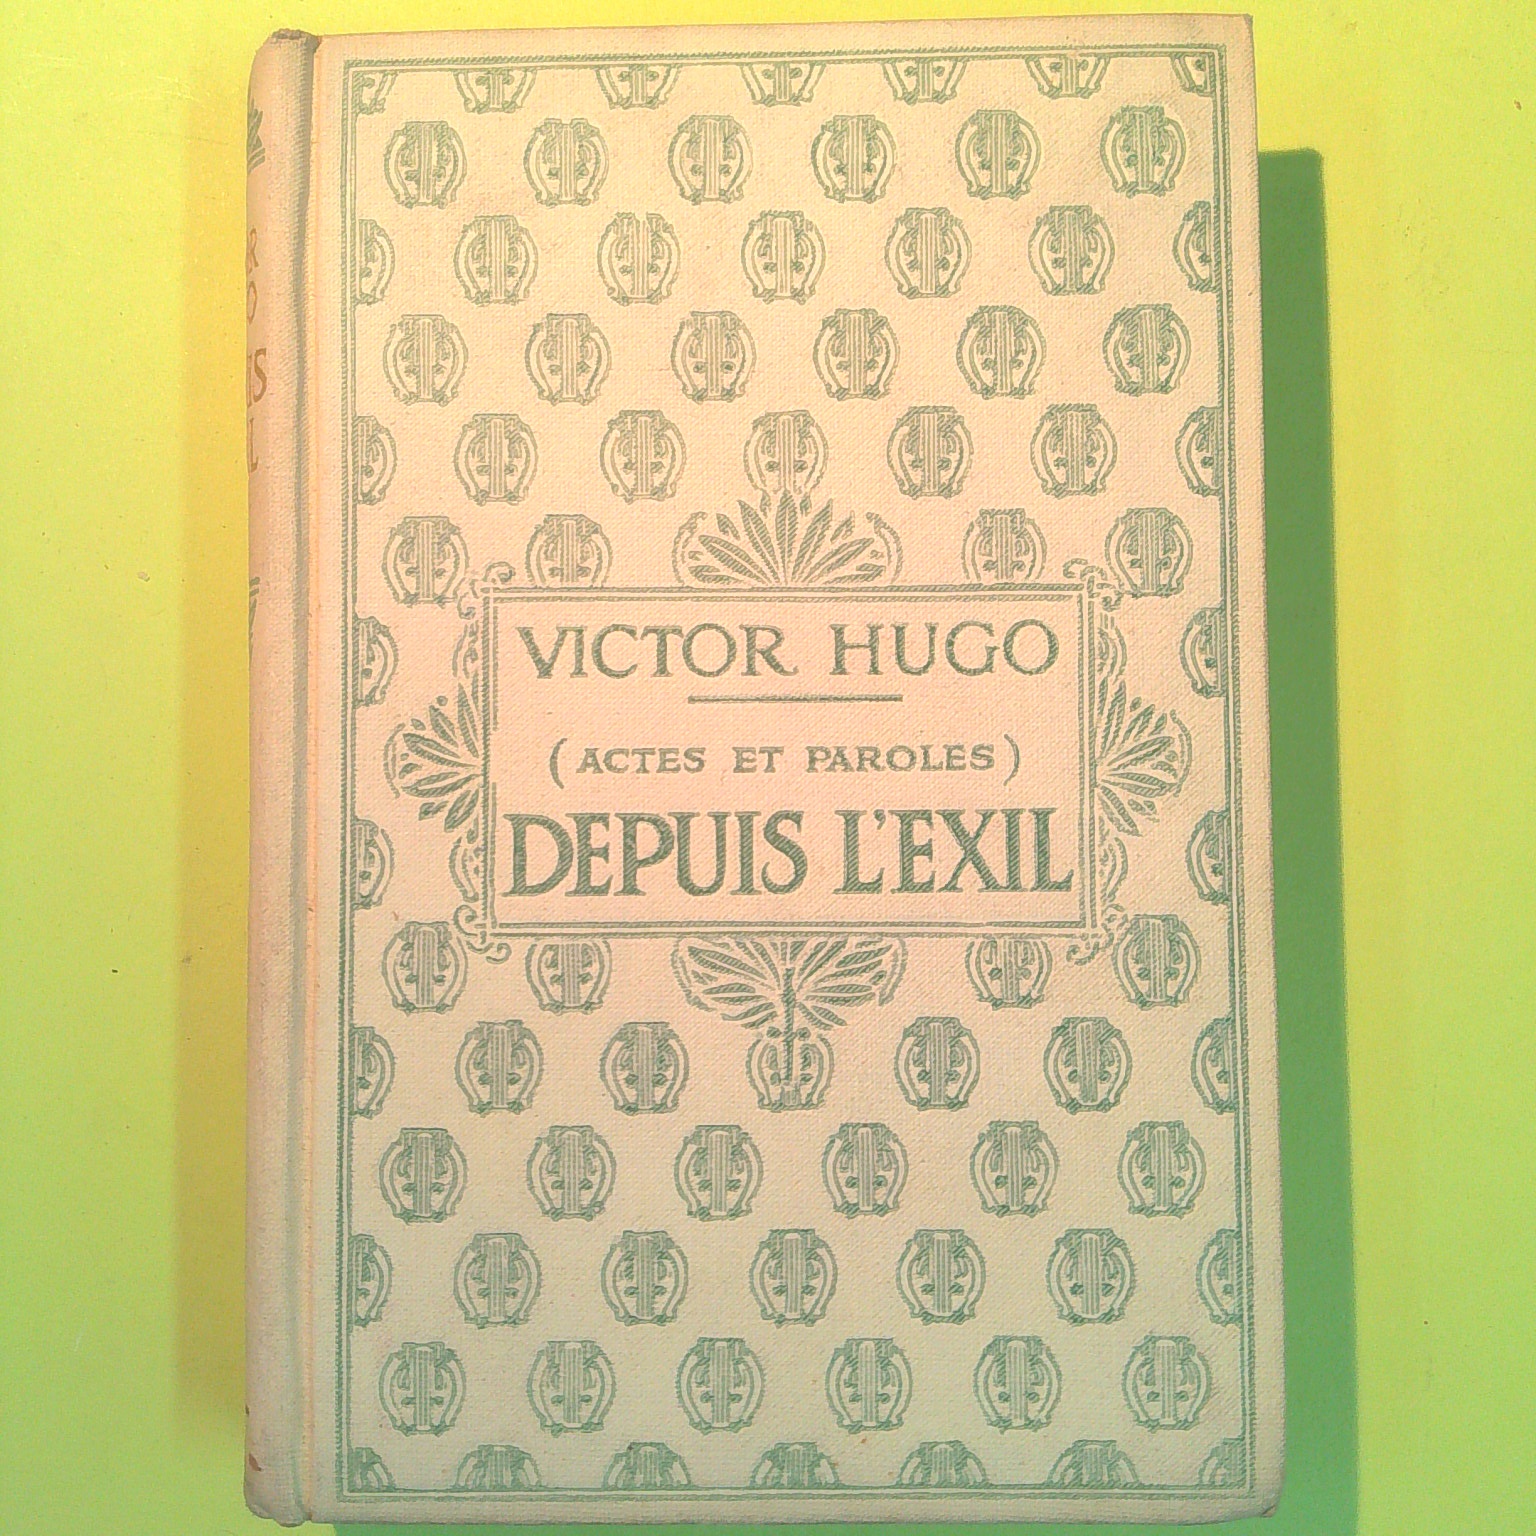 VICTOR HUGO
(ACTES ET PAROLES)
DEPUIS L'EXIL